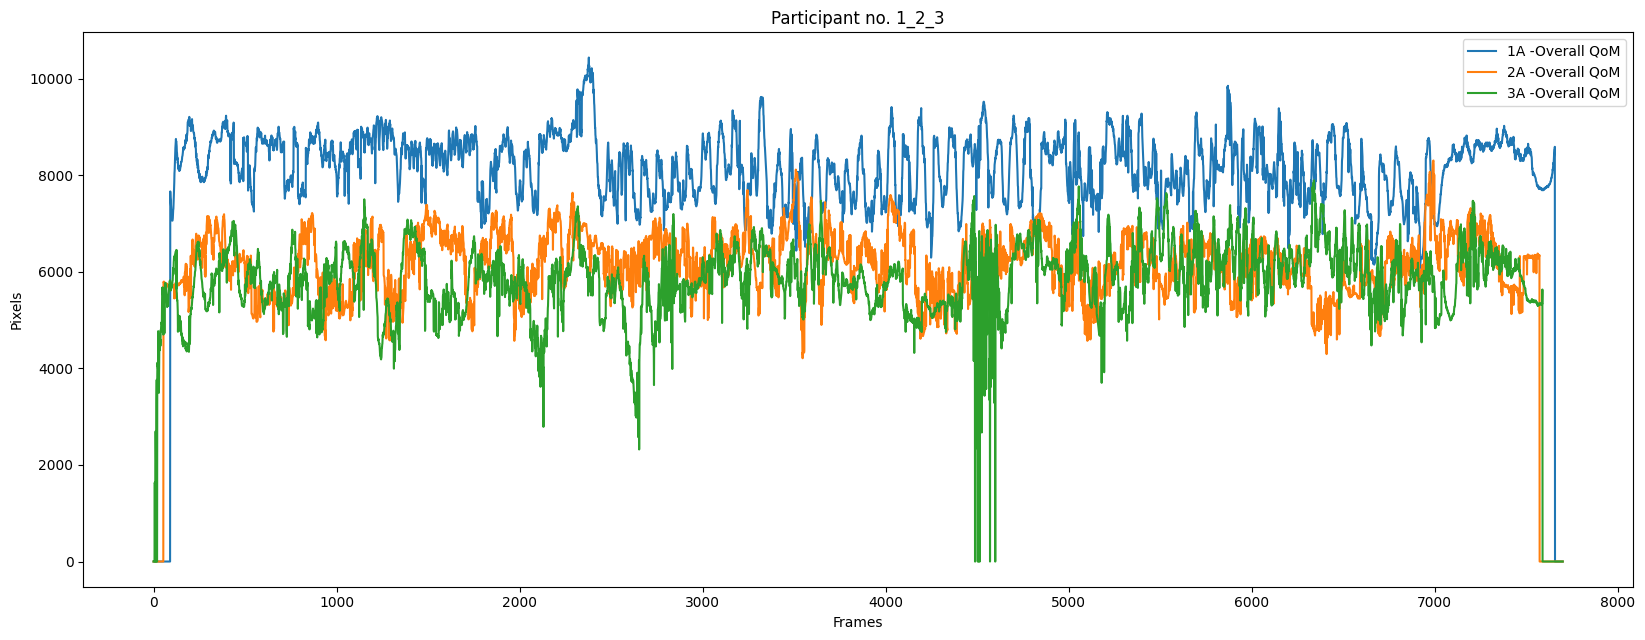 Participant no. 1_2_3
1A -Overall QoM
2A -Overall QoM
3A -Overall QoM
Pixels
10000
8000
6000
4000
2000
0
0 1000 2000 3000 4000 5000 6000 7000 8000
Frames